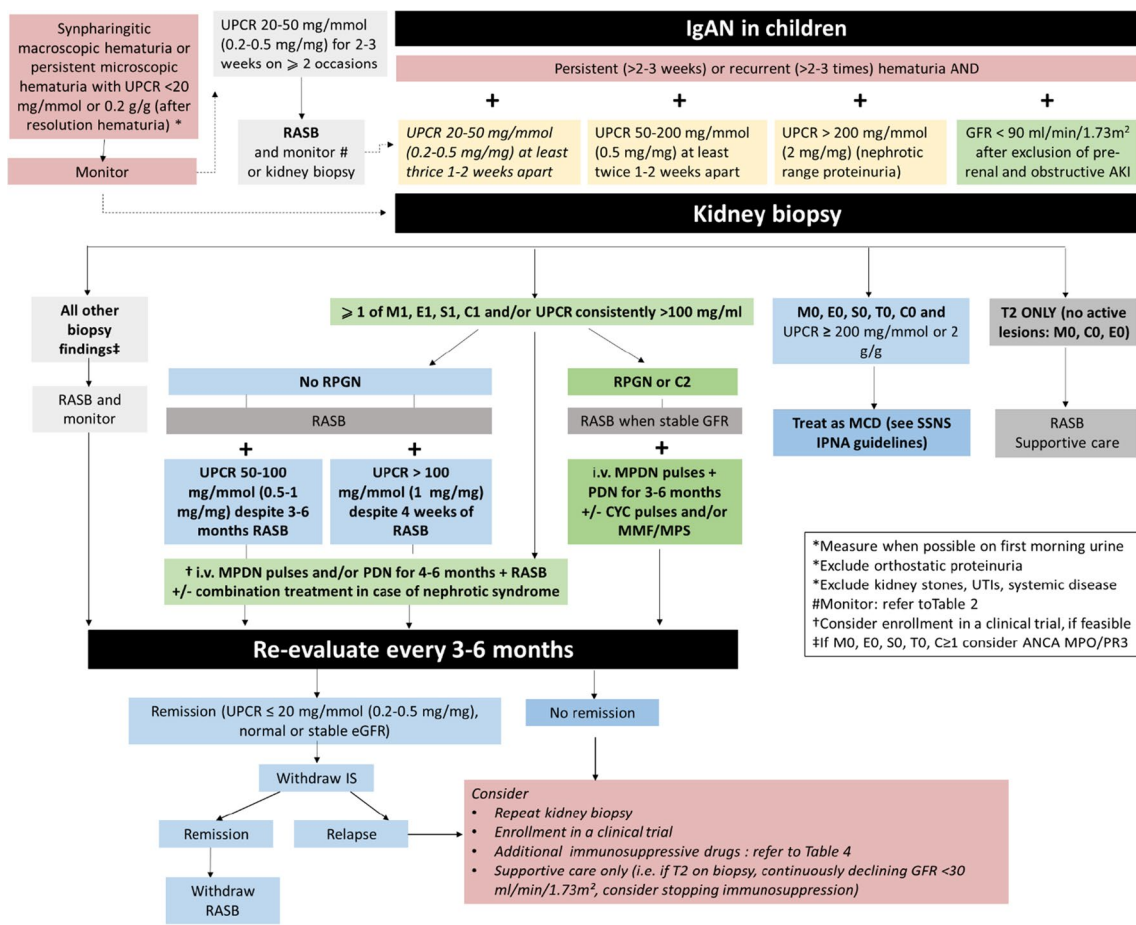 Synpharingitic
macroscopic hematuria or
persistent microscopic
hematuria with UPCR <20
mg/mmol or 0.2 g/g (after
resolution hematuria) *
Monitor
UPCR 20-50 mg/mmol
(0.2-0.5 mg/mg) for 2-3
weeks on ⩾ 2 occasions
RASB
and monitor #
or kidney biopsy
IgAN in children
Persistent (>2-3 weeks) or recurrent (>2-3 times) hematuria AND
+ + + +
UPCR 20-50 mg/mmol
(0.2-0.5 mg/mg) at least
thrice 1-2 weeks apart
UPCR 50-200 mg/mmol
(0.5 mg/mg) at least
twice 1-2 weeks apart
UPCR > 200 mg/mmol
(2 mg/mg) (nephrotic
range proteinuria)
GFR < 90 ml/min/1.73m²
after exclusion of pre-
renal and obstructive AKI
Kidney biopsy
All other
biopsy
findings‡
RASB and
monitor
⩾ 1 of M1, E1, S1, C1 and/or UPCR consistently >100 mg/ml
No RPGN
RASB
+ +
UPCR 50-100
mg/mmol (0.5-1
mg/mg) despite 3-6
months RASB
UPCR > 100
mg/mmol (1 mg/mg)
despite 4 weeks of
RASB
RPGN or C2
RASB when stable GFR
+
i.v. MPDN pulses +
PDN for 3-6 months
+/- CYC pulses and/or
MMF/MPS
† i.v. MPDN pulses and/or PDN for 4-6 months + RASB
+/- combination treatment in case of nephrotic syndrome
M0, E0, S0, T0, C0 and
UPCR ≥ 200 mg/mmol or 2
g/g
Treat as MCD (see SSNS
IPNA guidelines)
T2 ONLY (no active
lesions: M0, C0, E0)
RASB
Supportive care
*Measure when possible on first morning urine
*Exclude orthostatic proteinuria
*Exclude kidney stones, UTIs, systemic disease
#Monitor: refer toTable 2
†Consider enrollment in a clinical trial, if feasible
‡If M0, E0, S0, T0, C≥1 consider ANCA MPO/PR3
Re-evaluate every 3-6 months
Remission (UPCR ≤ 20 mg/mmol (0.2-0.5 mg/mg),
normal or stable eGFR)
No remission
Withdraw IS
Remission
Relapse
Withdraw
RASB
Consider
• Repeat kidney biopsy
• Enrollment in a clinical trial
• Additional immunosuppressive drugs : refer to Table 4
• Supportive care only (i.e. if T2 on biopsy, continuously declining GFR <30
ml/min/1.73m², consider stopping immunosuppression)